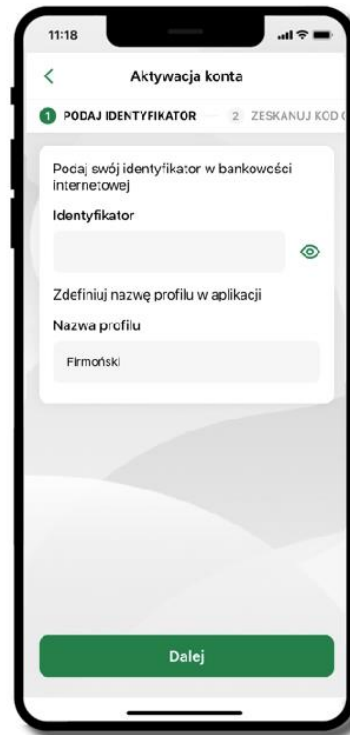 11:18
Aktywacja konta
1 PODAJ IDENTYFIKATOR 2 ZESKANUJ KOD
Podaj swój identyfikator w bankowości
internetowej
Identyfikator
Zdefiniuj nazwę profilu w aplikacji
Nazwa profilu
Firmoński
Dalej